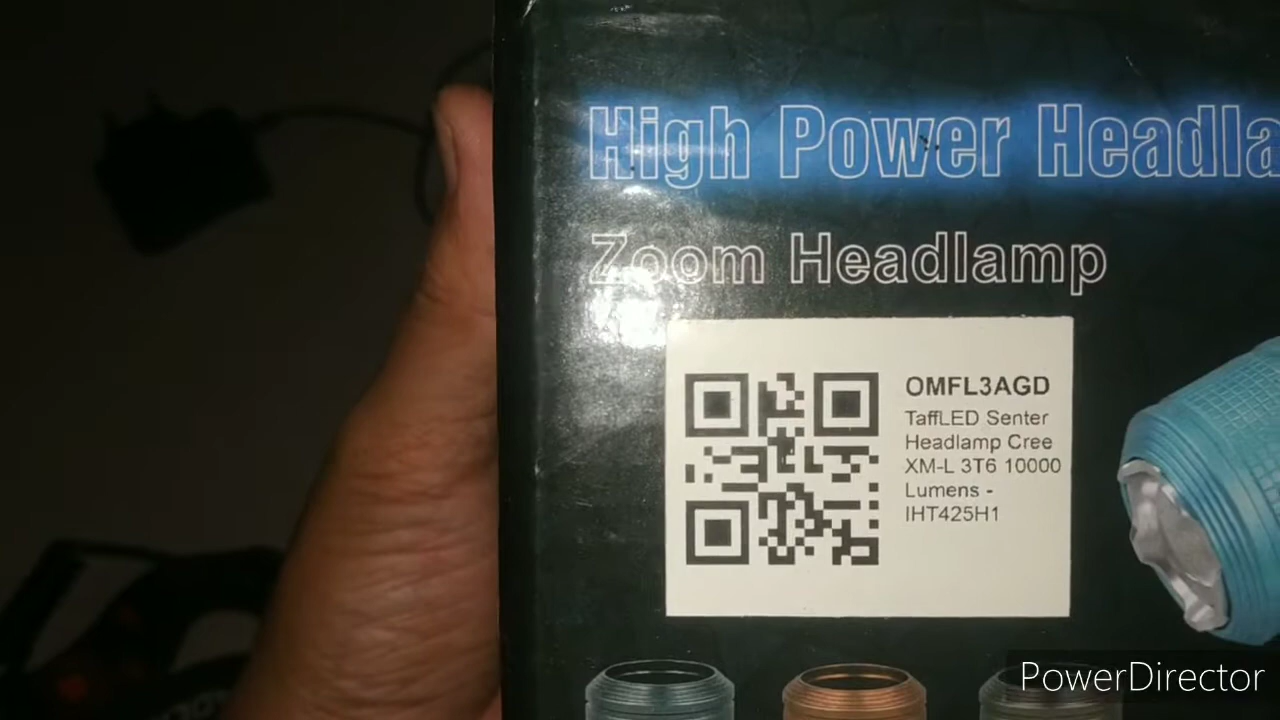 High Power Headla
Zoom Headlamp
OMFL3AGD
TaffLED Senter
Headlamp Cree
XM-L 3T6 10000
Lumens -
IHT425H1
PowerDirector